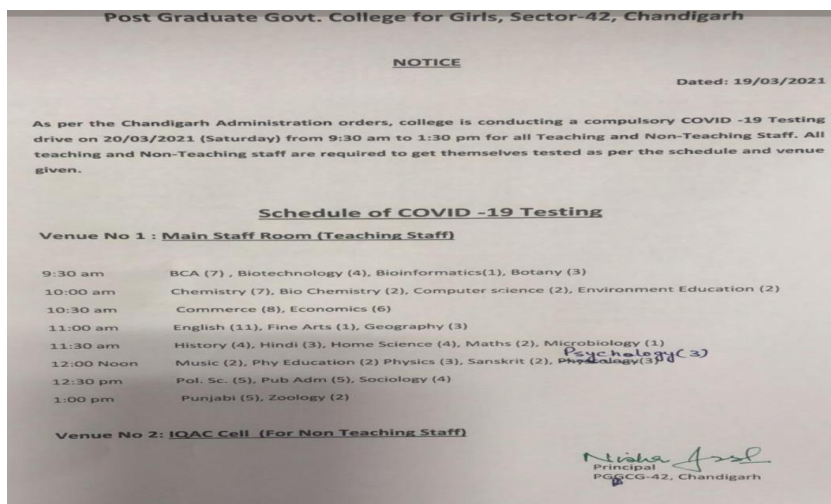 Post Graduate Govt. College for Girls, Sector-42, Chandigarh
NOTICE
Dated: 19/03/2021
As per the Chandigarh Administration orders, college is conducting a compulsory COVID -19 Testing
drive on 20/03/2021 (Saturday) from 9:30 am to 1:30 pm for all Teaching and Non-Teaching Staff. All
teaching and Non-Teaching staff are required to get themselves tested as per the schedule and venue
given.
Schedule of COVID -19 Testing
Venue No 1 : Main Staff Room (Teaching Staff)
9:30 am BCA (7) , Biotechnology (4), Bioinformatics(1), Botany (3)
10:00 am Chemistry (7), Bio Chemistry (2), Computer science (2), Environment Education (2)
10:30 am Commerce (8), Economics (6)
11:00 am English (11), Fine Arts (1), Geography (3)
11:30 am History (4), Hindi (3), Home Science (4), Maths (2), Microbiology (1)
Psychology(3)
12:00 Noon Music (2), Phy Education (2) Physics (3), Sanskrit (2),
12:30 pm Pol. Sc. (5), Pub Adm (5), Sociology (4)
1:00 pm Punjabi (5), Zoology (2)
Venue No 2: IQAC Cell (For Non Teaching Staff)
Nisha
Principal
PGGCG-42, Chandigarh